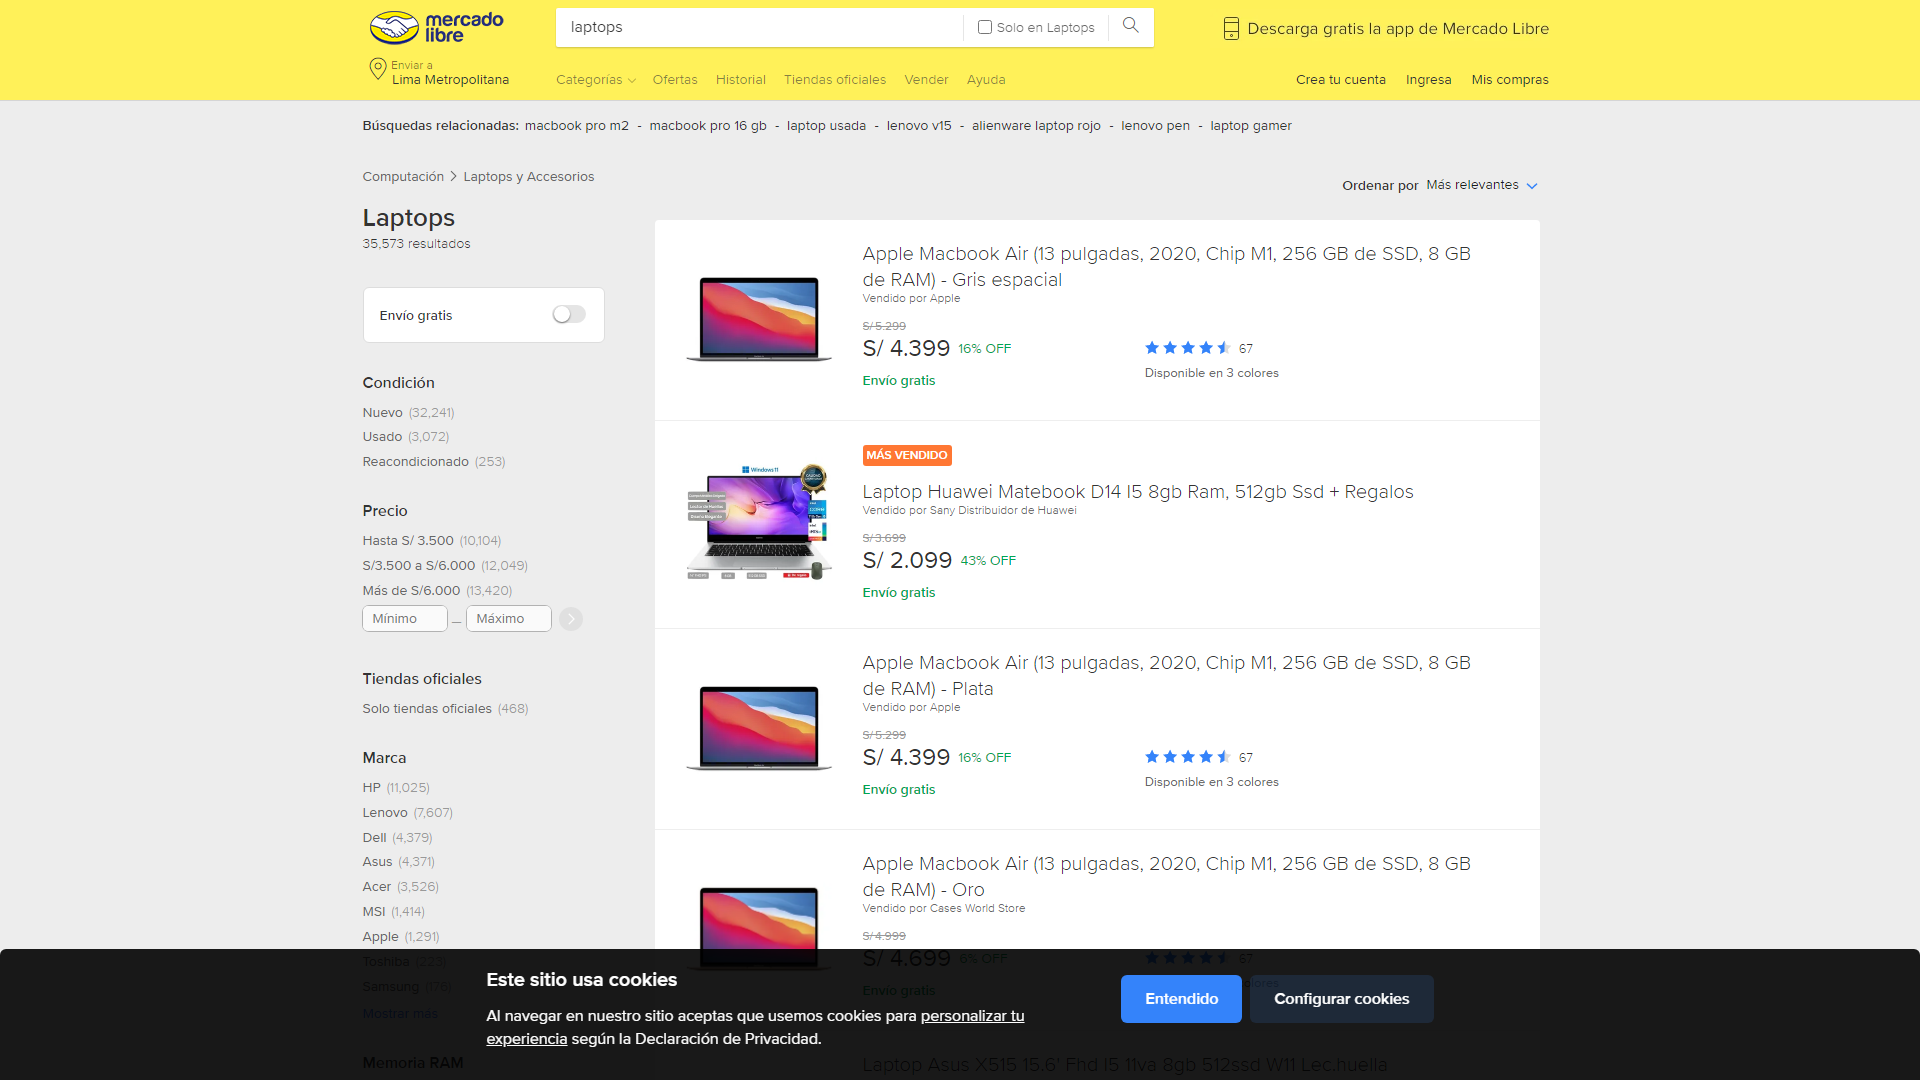 mercado
libre
laptops
Solo en Laptops
Descarga gratis la app de Mercado Libre
Enviar a
Lima Metropolitana
Categorías
Ofertas
Historial
Tiendas oficiales
Vender
Ayuda
Crea tu cuenta
Ingresa
Mis compras
Búsquedas relacionadas: macbook pro m2 - macbook pro 16 gb - laptop usada - lenovo v15 - alienware laptop rojo - lenovo pen - laptop gamer
Computación > Laptops y Accesorios
Ordenar por Más relevantes
Laptops
35,573 resultados
Envío gratis
Condición
Nuevo (32,241)
Usado (3,072)
Reacondicionado (253)
Precio
Hasta S/ 3.500 (10,104)
S/3.500 a S/6.000 (12,049)
Más de S/6.000 (13,420)
Mínimo — Máximo
Tiendas oficiales
Solo tiendas oficiales (468)
Marca
HP (11,025)
Lenovo (7,607)
Dell (4,379)
Asus (4,371)
Acer (3,526)
MSI (1,414)
Apple (1,291)
Toshiba (223)
Samsung (176)
Mostrar más
Memoria RAM
Apple Macbook Air (13 pulgadas, 2020, Chip M1, 256 GB de SSD, 8 GB
de RAM) - Gris espacial
Vendido por Apple
S/ 5.299
S/ 4.399 16% OFF
67
Envío gratis
Disponible en 3 colores
Windows 11
MÁS VENDIDO
Laptop Huawei Matebook D14 I5 8gb Ram, 512gb Ssd + Regalos
Vendido por Sany Distribuidor de Huawei
S/ 3.699
S/ 2.099 43% OFF
Envío gratis
Apple Macbook Air (13 pulgadas, 2020, Chip M1, 256 GB de SSD, 8 GB
de RAM) - Plata
Vendido por Apple
S/ 5.299
S/ 4.399 16% OFF
67
Envío gratis
Disponible en 3 colores
Apple Macbook Air (13 pulgadas, 2020, Chip M1, 256 GB de SSD, 8 GB
de RAM) - Oro
Vendido por Cases World Store
S/ 4.999
S/ 4.699 6% OFF
67
Envío gratis
colores
Laptop Asus X515 15.6' Fhd I5 11va 8gb 512ssd W11 Lec.huella
Este sitio usa cookies
Al navegar en nuestro sitio aceptas que usemos cookies para personalizar tu
experiencia según la Declaración de Privacidad.
Entendido
Configurar cookies